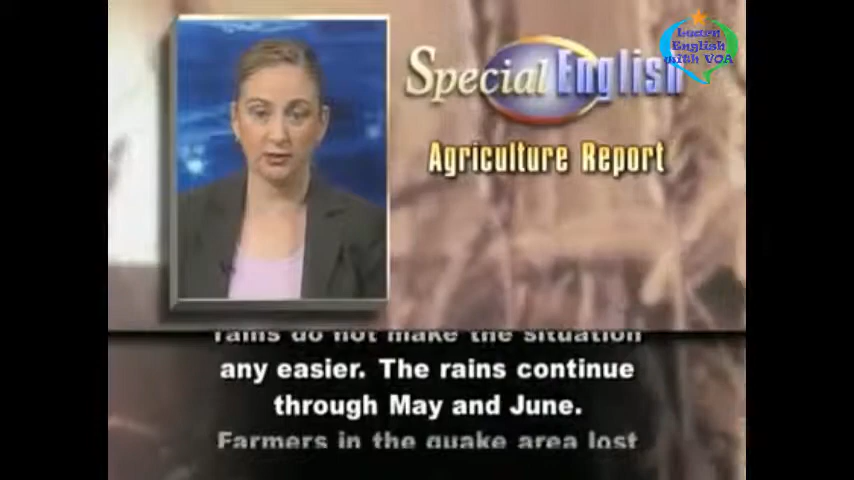 Learn
English
with VOA
Special English
Agriculture Report
rains do not make the situation
any easier. The rains continue
through May and June.
Farmers in the quake area lost